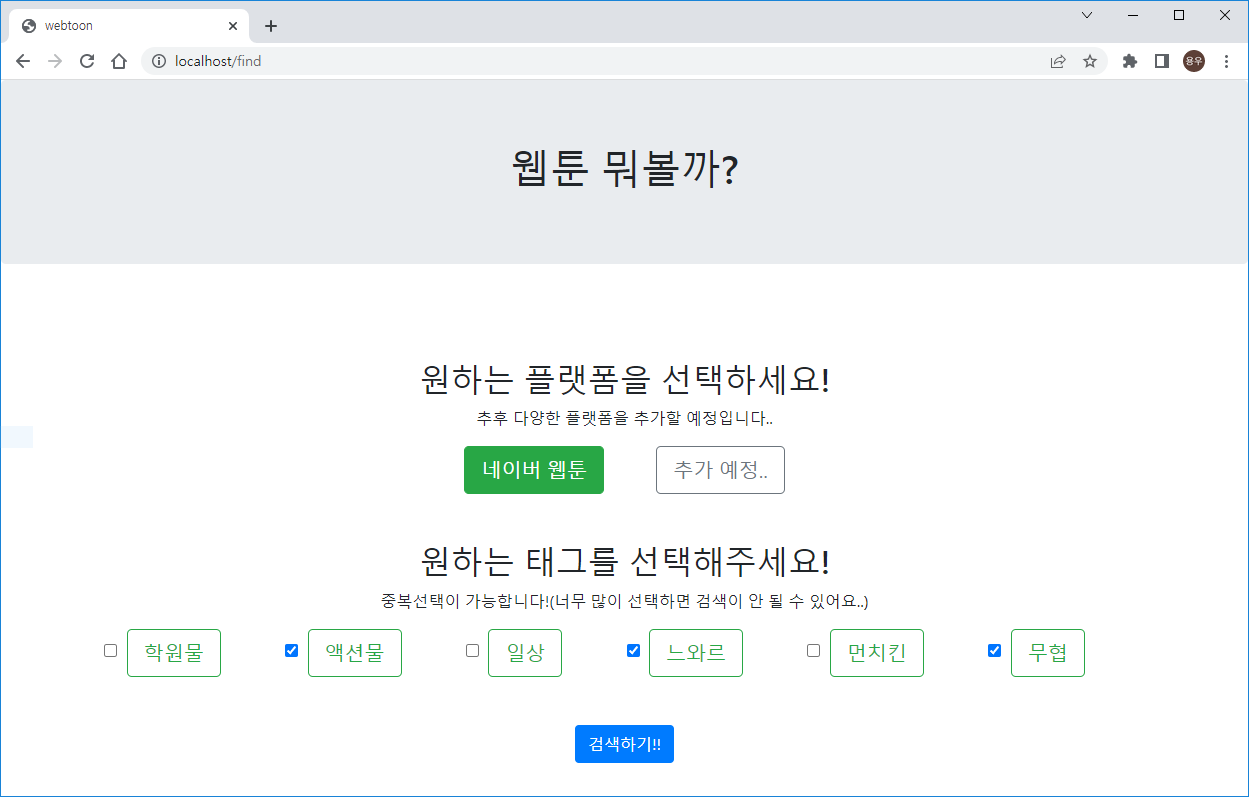 webtoon
localhost/find
용우
웹툰 뭐볼까?
원하는 플랫폼을 선택하세요!
추후 다양한 플랫폼을 추가할 예정입니다..
네이버 웹툰 추가 예정..
원하는 태그를 선택해주세요!
중복선택이 가능합니다!(너무 많이 선택하면 검색이 안 될 수 있어요..)
학원물 액션물 일상 느와르 먼치킨 무협
검색하기!!